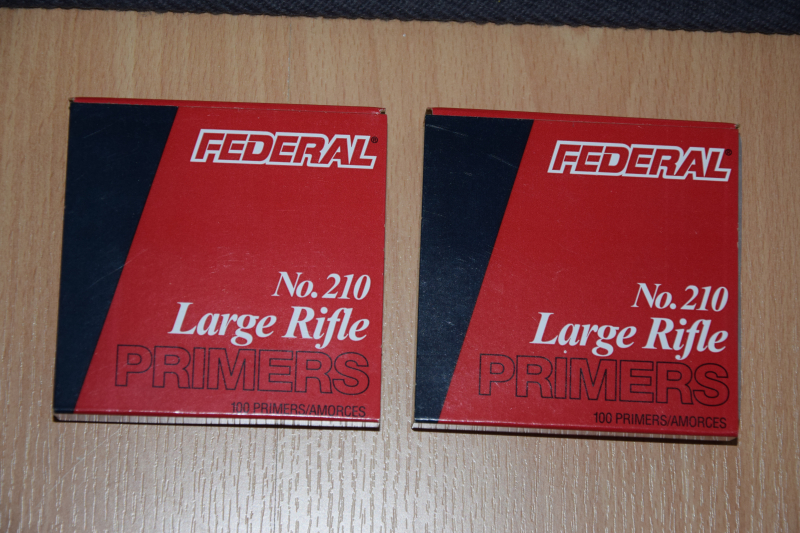 FEDERAL®
No. 210
Large Rifle
PRIMERS
100 PRIMERS/AMORCES
FEDERAL®
No. 210
Large Rifle
PRIMERS
100 PRIMERS/AMORCES